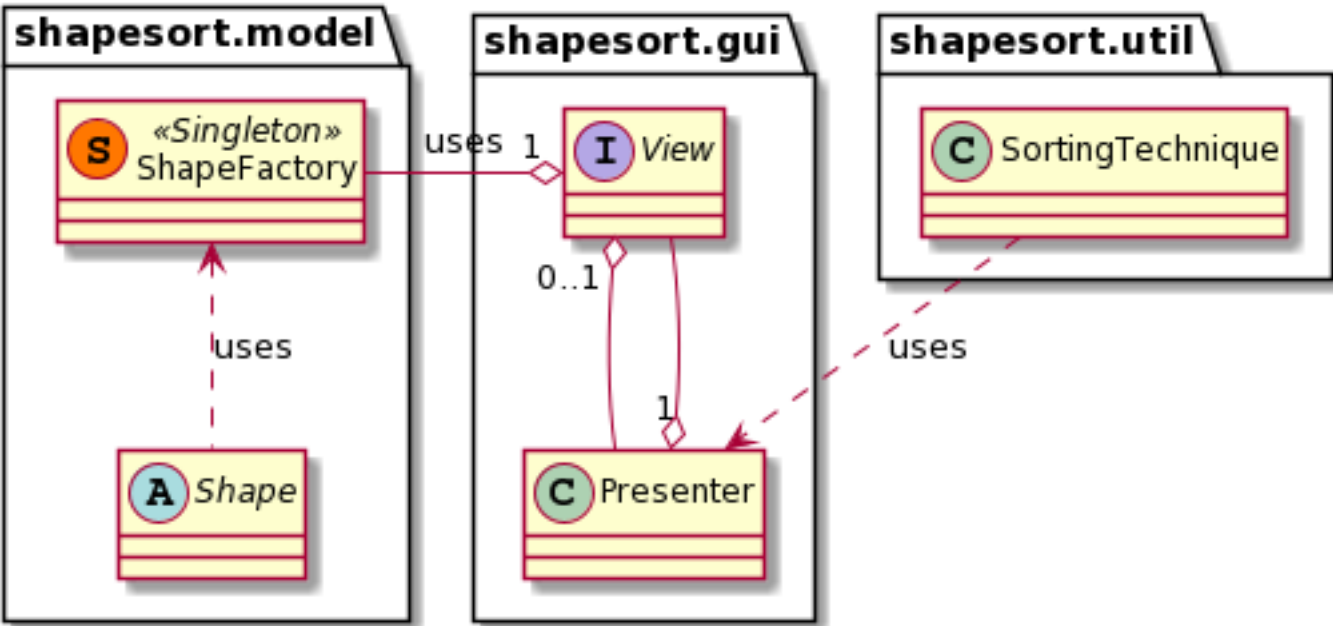 shapesort.model
S
«Singleton»
ShapeFactory
uses
A
Shape
uses 1
shapesort.gui
I
View
0..1
1
C
Presenter
shapesort.util
C
SortingTechnique
uses